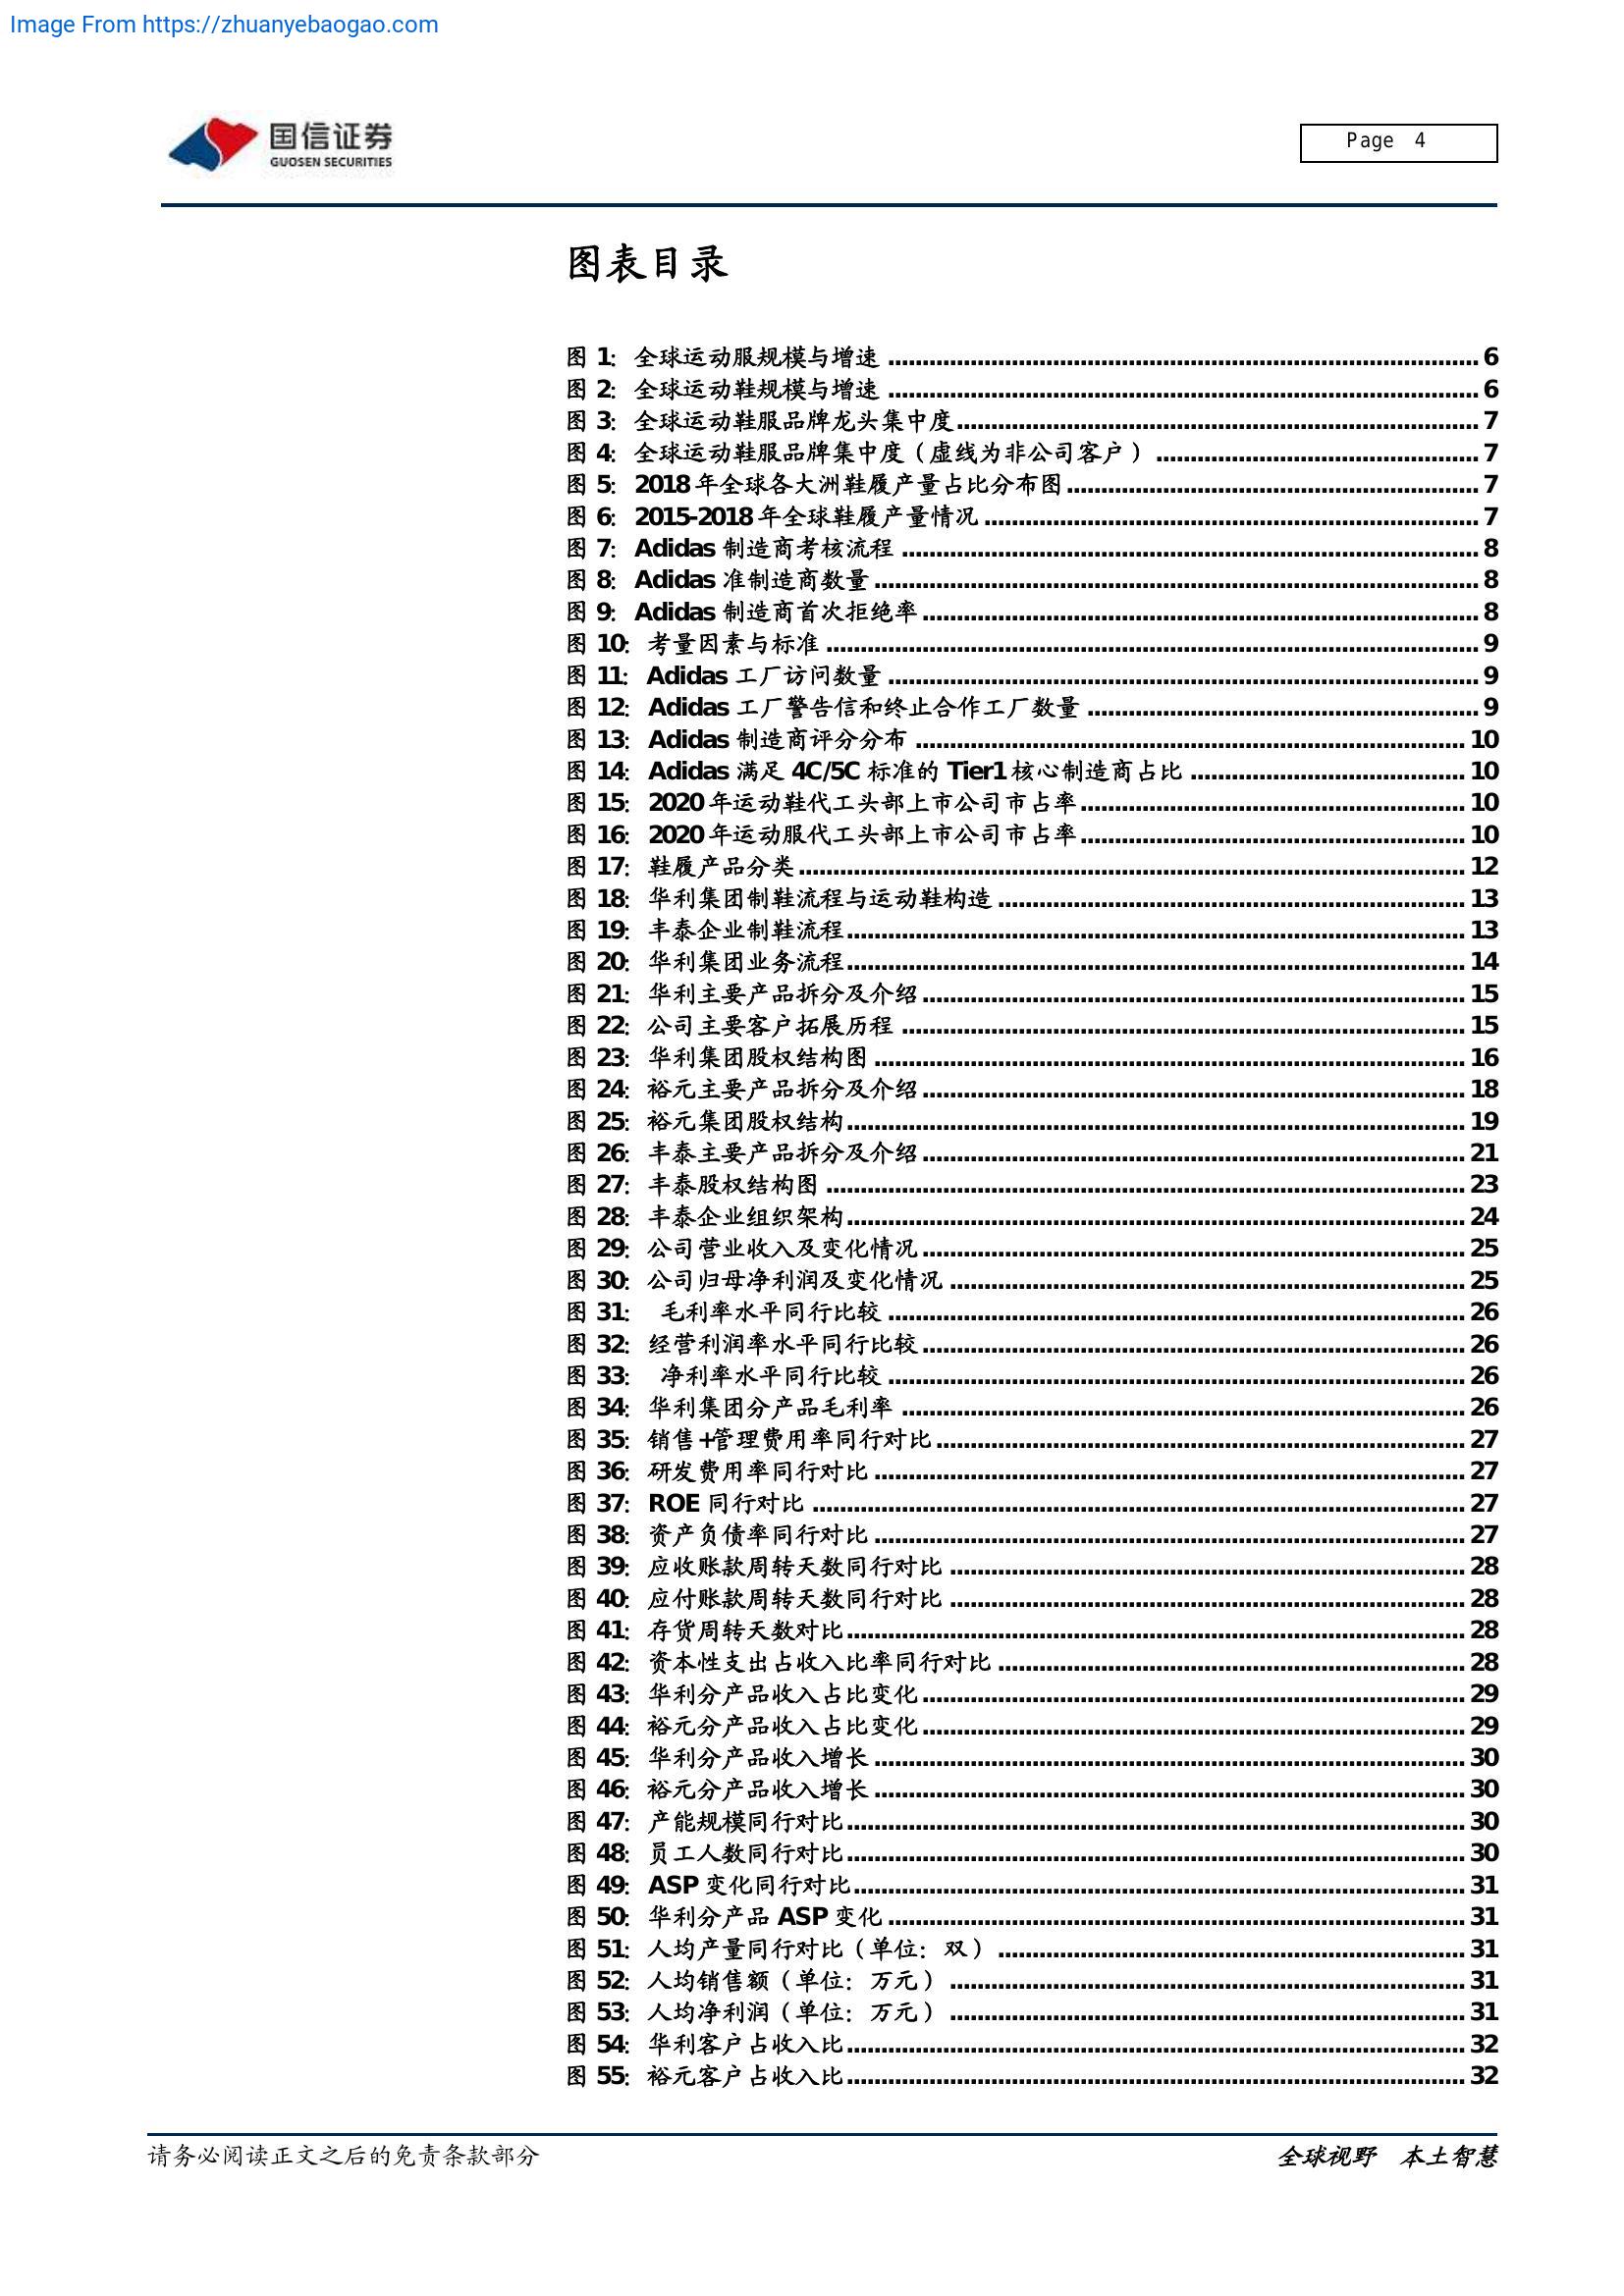 Image From https://zhuanyebaogao.com
国信证券
GUOSEN SECURITIES
Page 4
图表目录
图 1: 全球运动服规模与增速 6
图 2: 全球运动鞋规模与增速 6
图 3: 全球运动鞋服品牌龙头集中度 7
图 4: 全球运动鞋服品牌集中度（虚线为非公司客户） 7
图 5: 2018年全球各大洲鞋履产量占比分布图 7
图 6: 2015-2018年全球鞋履产量情况 7
图 7: Adidas 制造商考核流程 8
图 8: Adidas 准制造商数量 8
图 9: Adidas 制造商首次拒绝率 8
图 10: 考量因素与标准 9
图 11: Adidas 工厂访问数量 9
图 12: Adidas 工厂警告信和终止合作工厂数量 9
图 13: Adidas 制造商评分分布 10
图 14: Adidas 满足 4C/5C 标准的 Tier1核心制造商占比 10
图 15: 2020年运动鞋代工头部上市公司市占率 10
图 16: 2020年运动服代工头部上市公司市占率 10
图 17: 鞋履产品分类 12
图 18: 华利集团制鞋流程与运动鞋构造 13
图 19: 丰泰企业制鞋流程 13
图 20: 华利集团业务流程 14
图 21: 华利主要产品拆分及介绍 15
图 22: 公司主要客户拓展历程 15
图 23: 华利集团股权结构图 16
图 24: 裕元主要产品拆分及介绍 18
图 25: 裕元集团股权结构 19
图 26: 丰泰主要产品拆分及介绍 21
图 27: 丰泰股权结构图 23
图 28: 丰泰企业组织架构 24
图 29: 公司营业收入及变化情况 25
图 30: 公司归母净利润及变化情况 25
图 31: 毛利率水平同行比较 26
图 32: 经营利润率水平同行比较 26
图 33: 净利率水平同行比较 26
图 34: 华利集团分产品毛利率 26
图 35: 销售+管理费用率同行对比 27
图 36: 研发费用率同行对比 27
图 37: ROE 同行对比 27
图 38: 资产负债率同行对比 27
图 39: 应收账款周转天数同行对比 28
图 40: 应付账款周转天数同行对比 28
图 41: 存货周转天数对比 28
图 42: 资本性支出占收入比率同行对比 28
图 43: 华利分产品收入占比变化 29
图 44: 裕元分产品收入占比变化 29
图 45: 华利分产品收入增长 30
图 46: 裕元分产品收入增长 30
图 47: 产能规模同行对比 30
图 48: 员工人数同行对比 30
图 49: ASP 变化同行对比 31
图 50: 华利分产品 ASP 变化 31
图 51: 人均产量同行对比（单位：双） 31
图 52: 人均销售额（单位：万元） 31
图 53: 人均净利润（单位：万元） 31
图 54: 华利客户占收入比 32
图 55: 裕元客户占收入比 32
请务必阅读正文之后的免责条款部分
全球视野 本土智慧